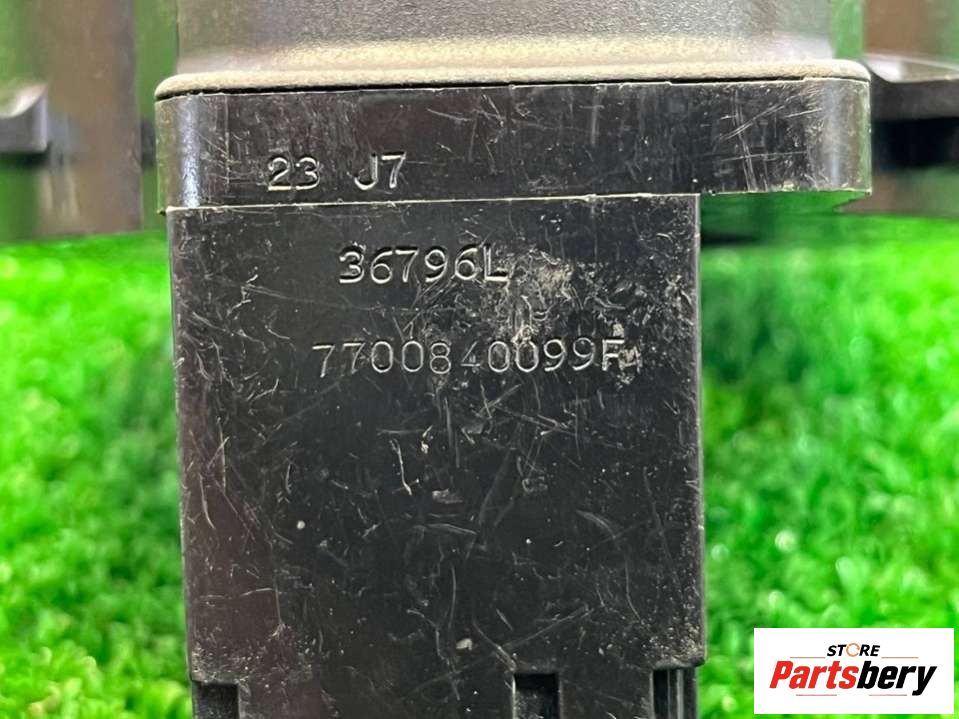 23 J7
36796L
7700840099F
STORE
Partsbery